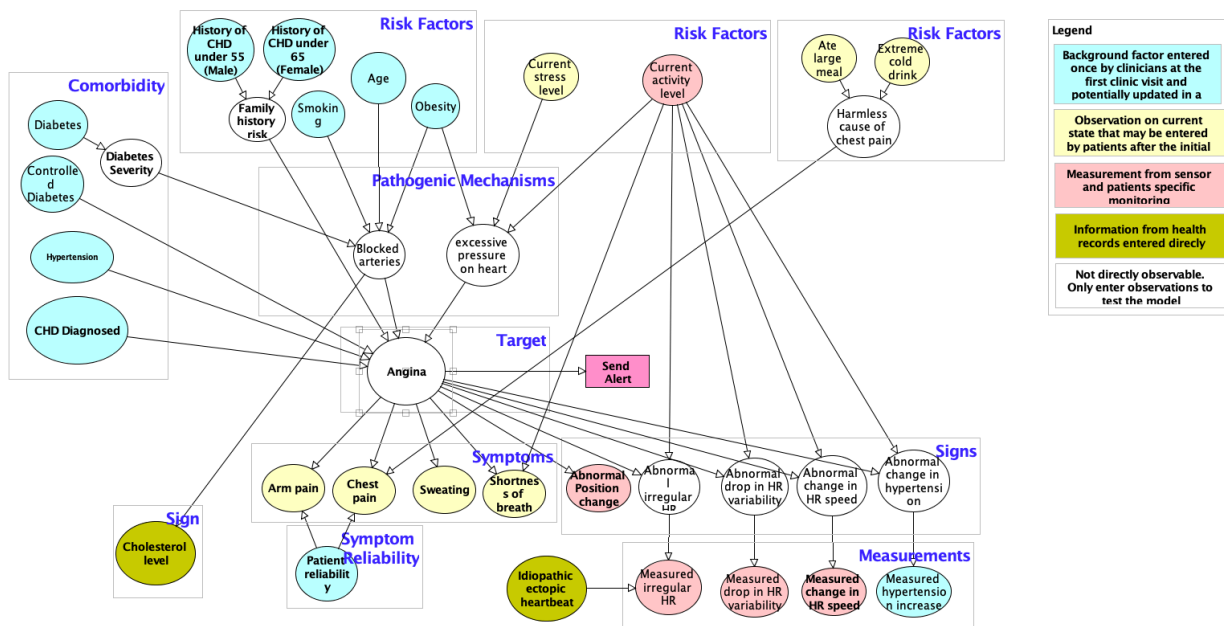 Risk Factors
History of
CHD
under 55
(Male)
History of
CHD under
65
(Female)
Age
Smokin
g
Obesity
Family
history
risk
Risk Factors
Current
stress
level
Current
activity
level
Risk Factors
Ate
large
meal
Extreme
cold
drink
Harmless
cause of
chest pain
Legend
Background factor entered
once by clinicians at the
first clinic visit and
potentially updated in a
Observation on current
state that may be entered
by patients after the initial
Measurement from sensor
and patients specific
monitoring
Information from health
records entered direcly
Not directly observable.
Only enter observations to
test the model
Comorbidity
Diabetes
Diabetes
Severity
Controlle
d
Diabetes
Hypertension
CHD Diagnosed
Pathogenic Mechanisms
Blocked
arteries
excessive
pressure
on heart
Target
Angina
Send
Alert
Symptoms
Arm pain
Chest
pain
Sweating
Shortnes
s of
breath
Signs
Abnormal
Position
change
Abnorma
l
irregular
HR
Abnormal
drop in HR
variability
Abnormal
change in
HR speed
Abnormal
change in
hypertensi
on
Sign
Cholesterol
level
Symptom
Reliability
Patient
reliabilit
y
Measurements
Idiopathic
ectopic
heartbeat
Measured
irregular
HR
Measured
drop in HR
variability
Measured
change in
HR speed
Measured
hypertensio
n increase